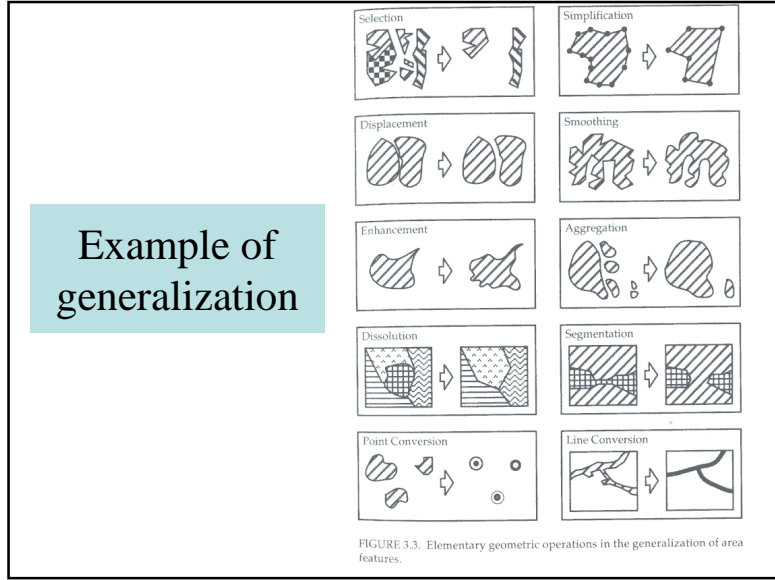 Example of
generalization
Selection
Simplification
Displacement
Smoothing
Enhancement
Aggregation
Dissolution
Segmentation
Point Conversion
Line Conversion
FIGURE 3.3. Elementary geometric operations in the generalization of area
features.